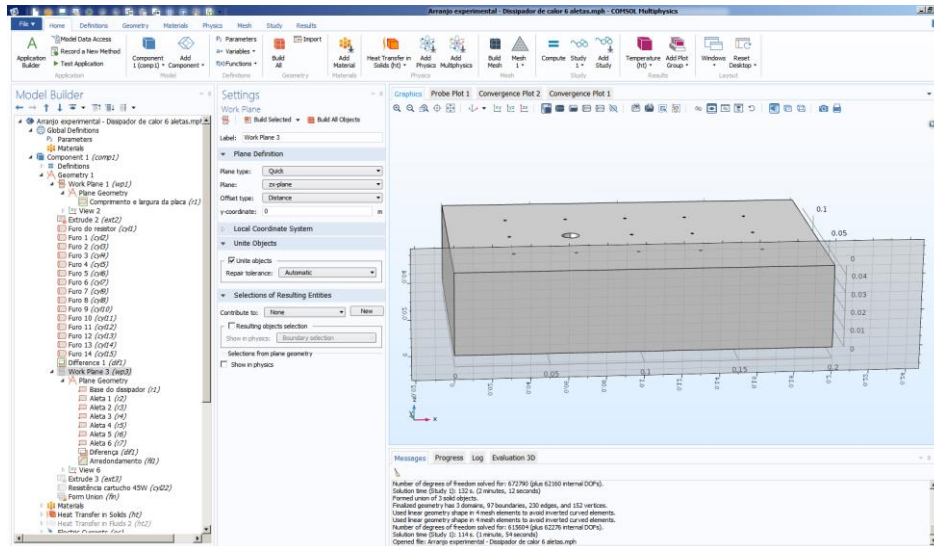 Arranjo experimental - Dissipador de calor 6 aletas.mph - COMSOL Multiphysics
File Home Definitions Geometry Materials Physics Mesh Study Results
Application Builder
Model Data Access
Record a New Method
Test Application
Application
Component 1 (comp1)
Add Component
Model
Pi Parameters
a= Variables
f(x) Functions
Definitions
Build All
Import
Geometry
Add Material
Materials
Heat Transfer in Solids (ht)
Add Physics
Add Multiphysics
Physics
Build Mesh
Mesh 1
Mesh
Compute
Study 1
Add Study
Study
Temperature (ht)
Add Plot Group
Results
Windows
Reset Desktop
Layout
Model Builder
Arranjo experimental - Dissipador de calor 6 aletas.mph
Global Definitions
Pi Parameters
Materials
Component 1 (comp1)
Definitions
Geometry 1
Work Plane 1 (wp1)
Plane Geometry
Comprimento e largura da placa (r1)
View 2
Extrude 2 (ext2)
Furo do resistor (cyl1)
Furo 1 (cyl2)
Furo 2 (cyl3)
Furo 3 (cyl4)
Furo 4 (cyl5)
Furo 5 (cyl6)
Furo 6 (cyl7)
Furo 7 (cyl8)
Furo 8 (cyl9)
Furo 9 (cyl10)
Furo 10 (cyl11)
Furo 11 (cyl12)
Furo 12 (cyl13)
Furo 13 (cyl14)
Furo 14 (cyl15)
Difference 1 (dif1)
Work Plane 3 (wp3)
Plane Geometry
Base do dissipador (r1)
Aleta 1 (r2)
Aleta 2 (r3)
Aleta 3 (r4)
Aleta 4 (r5)
Aleta 5 (r6)
Aleta 6 (r7)
Diferença (dif1)
Arredondamento (fil1)
View 6
Extrude 3 (ext3)
Resistência cartucho 45W (cyl22)
Form Union (fin)
Materials
Heat Transfer in Solids (ht)
Heat Transfer in Fluids 2 (ht2)
Electric Currents (ec)
Settings
Work Plane
Build Selected Build All Objects
Label: Work Plane 3
Plane Definition
Plane type: Quick
Plane: zx-plane
Offset type: Distance
y-coordinate: 0 m
Local Coordinate System
Unite Objects
Unite objects
Repair tolerance: Automatic
Selections of Resulting Entities
Contribute to: None New
Resulting objects selection
Show in physics: Boundary selection
Selections from plane geometry
Show in physics
Graphics Probe Plot 1 Convergence Plot 2 Convergence Plot 1
0.1
0.05
0
0.04
0.03
0.02
0.01
0
0 0.05 0.1 0.15 0.2
y x
Messages Progress Log Evaluation 3D
Number of degrees of freedom solved for: 672790 (plus 62160 internal DOFs).
Solution time (Study 1): 132 s. (2 minutes, 12 seconds)
Formed union of 3 solid objects.
Finalized geometry has 3 domains, 97 boundaries, 230 edges, and 152 vertices.
Used linear geometry shape in 4 mesh elements to avoid inverted curved elements.
Used linear geometry shape in 4 mesh elements to avoid inverted curved elements.
Number of degrees of freedom solved for: 615604 (plus 62276 internal DOFs).
Solution time (Study 1): 114 s. (1 minute, 54 seconds)
Opened file: Arranjo experimental - Dissipador de calor 6 aletas.mph